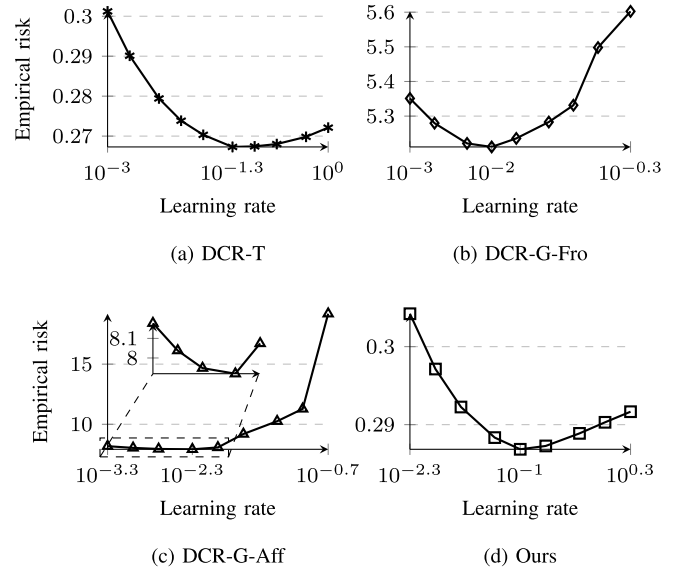 Empirical risk
0.3
0.29
0.28
0.27
10^-3
10^-1.3
10^0
Learning rate
(a) DCR-T
5.6
5.5
5.4
5.3
10^-3
10^-2
10^-0.3
Learning rate
(b) DCR-G-Fro
Empirical risk
15
10
8.1
8
10^-3.3
10^-2.3
10^-0.7
Learning rate
(c) DCR-G-Aff
0.3
0.29
10^-2.3
10^-1
10^0.3
Learning rate
(d) Ours